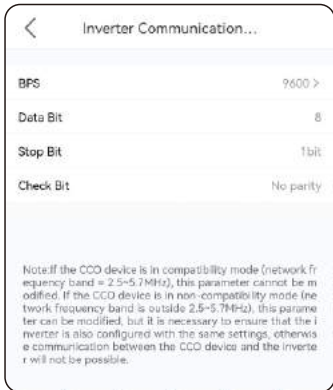 Inverter Communication...
BPS 9600 >
Data Bit 8
Stop Bit 1bit
Check Bit No parity
Note:If the CCO device is in compatibility mode (network fr
equency band = 2.5~5.7MHz), this parameter cannot be m
odified. If the CCO device is in non-compatibility mode (ne
twork frequency band is outside 2.5~5.7MHz), this parame
ter can be modified, but it is necessary to ensure that the i
nverter is also configured with the same settings, otherwis
e communication between the CCO device and the inverte
r will not be possible.